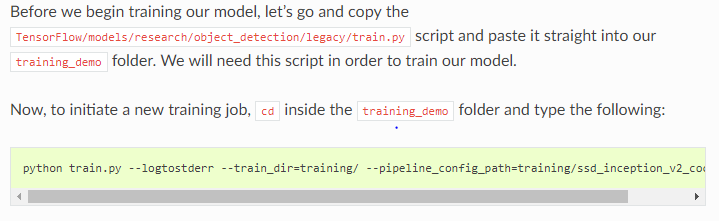 Before we begin training our model, let’s go and copy the
TensorFlow/models/research/object_detection/legacy/train.py script and paste it straight into our
training_demo folder. We will need this script in order to train our model.
Now, to initiate a new training job, cd inside the training_demo folder and type the following:
python train.py --logtostderr --train_dir=training/ --pipeline_config_path=training/ssd_inception_v2_coc